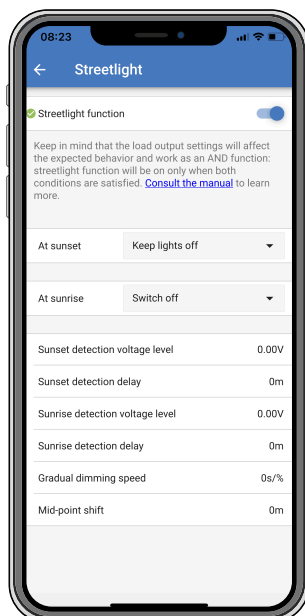 08:23
Streetlight
Streetlight function
Keep in mind that the load output settings will affect
the expected behavior and work as an AND function:
streetlight function will be on only when both
conditions are satisfied. Consult the manual to learn
more.
At sunset Keep lights off
At sunrise Switch off
Sunset detection voltage level 0.00V
Sunset detection delay 0m
Sunrise detection voltage level 0.00V
Sunrise detection delay 0m
Gradual dimming speed 0s/%
Mid-point shift 0m